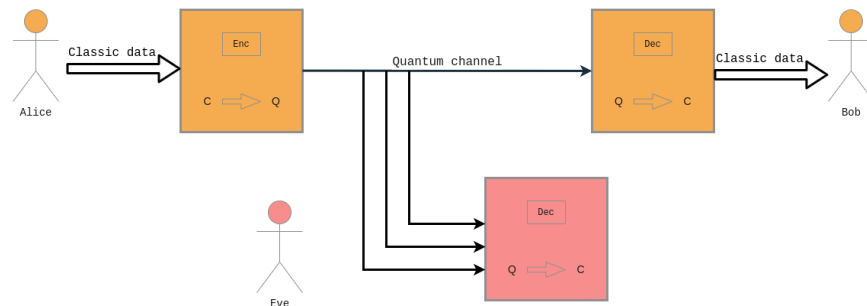 Classic data
Alice
Enc
C Q
Quantum channel
Dec
Q C
Classic data
Bob
Eve
Dec
Q C